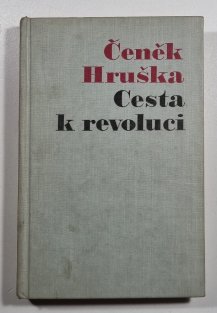 Čeněk
Hruška
Cesta
k revoluci